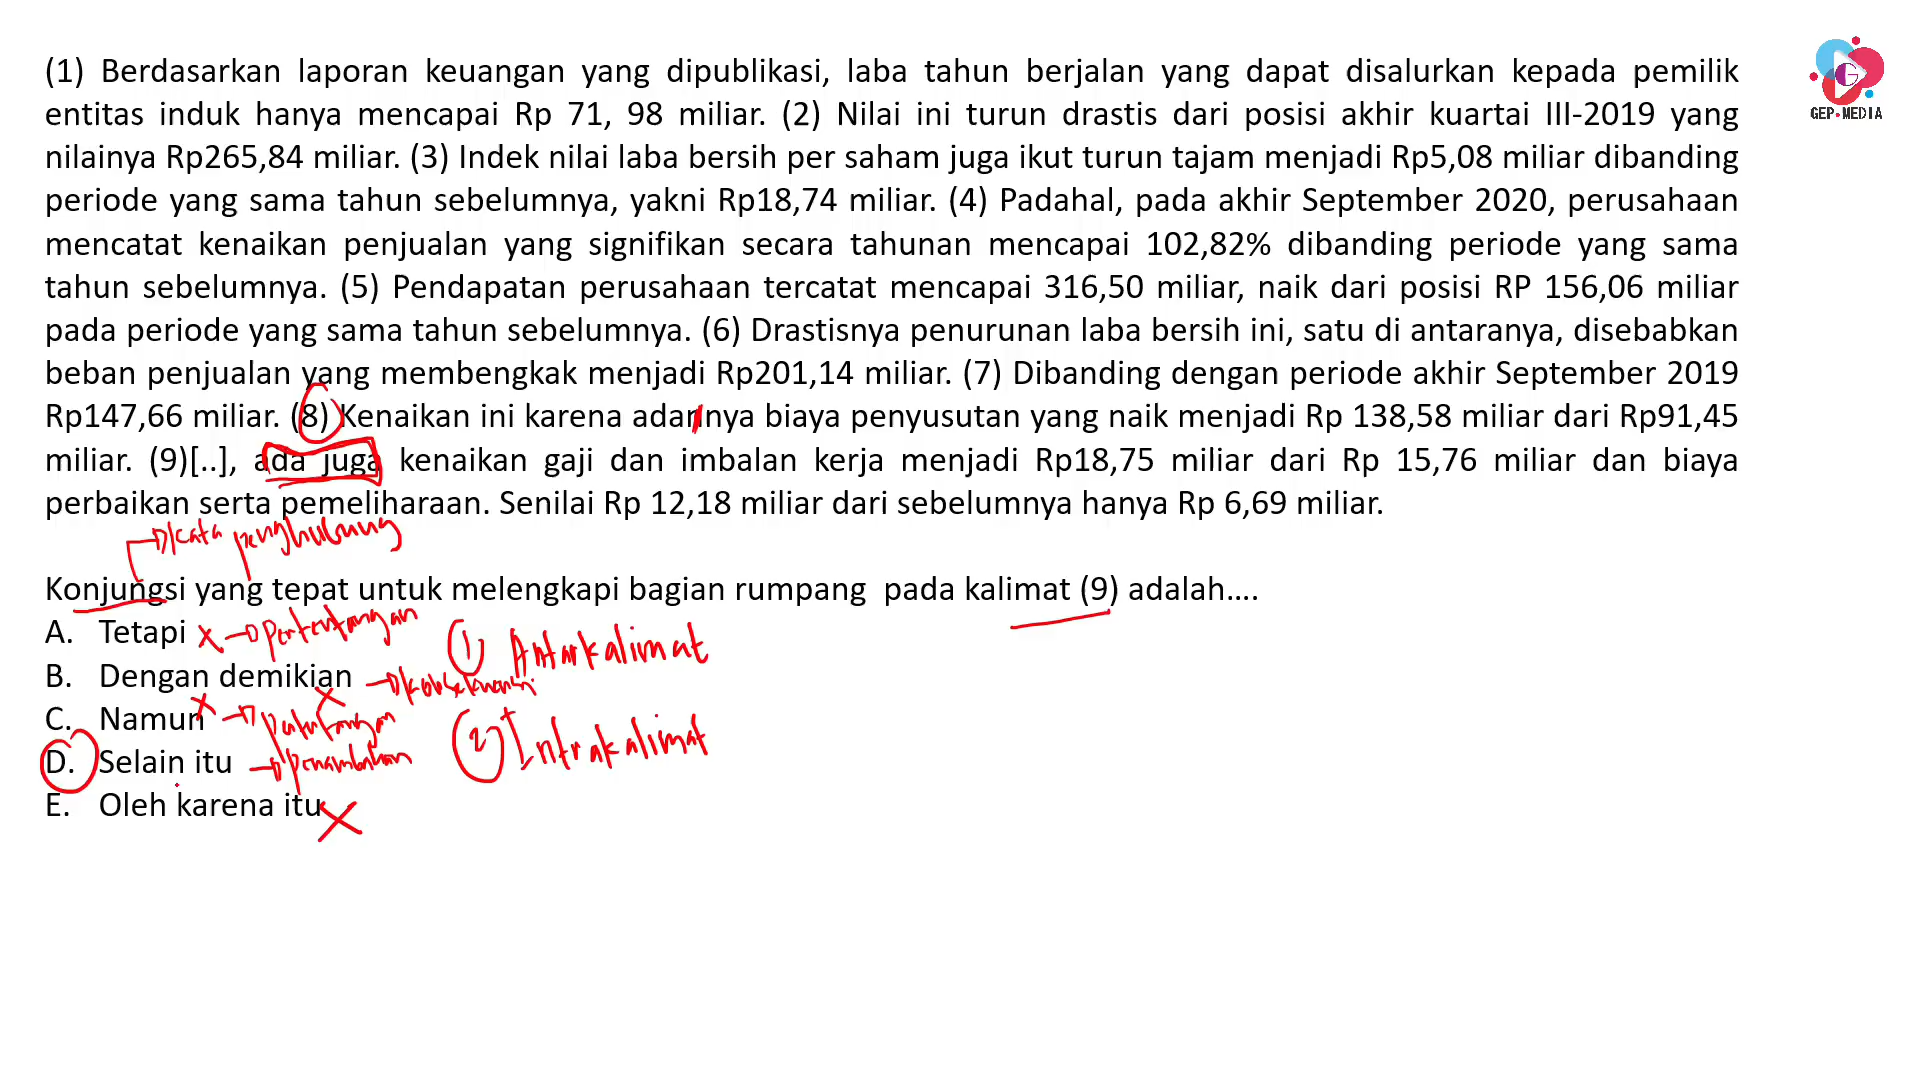 (1) Berdasarkan laporan keuangan yang dipublikasi, laba tahun berjalan yang dapat disalurkan kepada pemilik
entitas induk hanya mencapai Rp 71, 98 miliar. (2) Nilai ini turun drastis dari posisi akhir kuartai III-2019 yang
nilainya Rp265,84 miliar. (3) Indek nilai laba bersih per saham juga ikut turun tajam menjadi Rp5,08 miliar dibanding
periode yang sama tahun sebelumnya, yakni Rp18,74 miliar. (4) Padahal, pada akhir September 2020, perusahaan
mencatat kenaikan penjualan yang signifikan secara tahunan mencapai 102,82% dibanding periode yang sama
tahun sebelumnya. (5) Pendapatan perusahaan tercatat mencapai 316,50 miliar, naik dari posisi RP 156,06 miliar
pada periode yang sama tahun sebelumnya. (6) Drastisnya penurunan laba bersih ini, satu di antaranya, disebabkan
beban penjualan yang membengkak menjadi Rp201,14 miliar. (7) Dibanding dengan periode akhir September 2019
Rp147,66 miliar. (8) Kenaikan ini karena adannya biaya penyusutan yang naik menjadi Rp 138,58 miliar dari Rp91,45
miliar. (9)[..], ada juga kenaikan gaji dan imbalan kerja menjadi Rp18,75 miliar dari Rp 15,76 miliar dan biaya
perbaikan serta pemeliharaan. Senilai Rp 12,18 miliar dari sebelumnya hanya Rp 6,69 miliar.
kata penghubung
Konjungsi yang tepat untuk melengkapi bagian rumpang pada kalimat (9) adalah....
A. Tetapi x pertentangan
B. Dengan demikian x
C. Namun x
D. Selain itu penambahan
E. Oleh karena itu x
1 Antarkalimat
2 Intrakalimat
GEP MEDIA